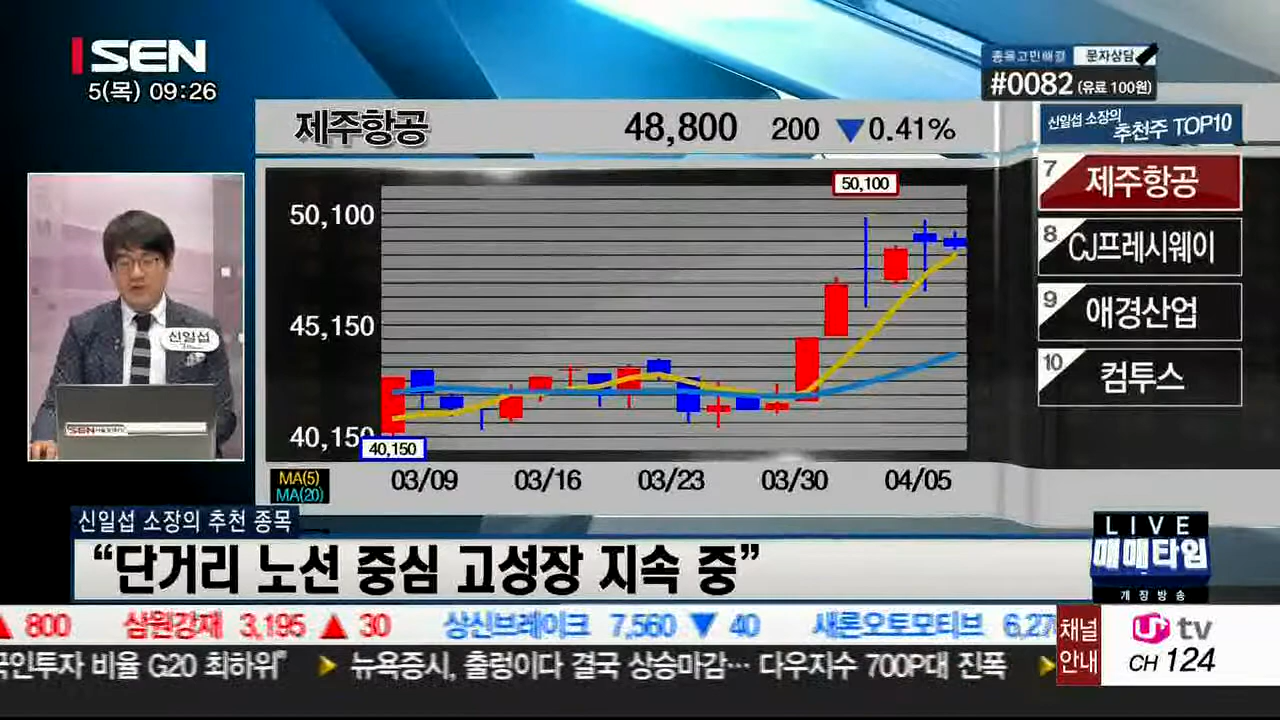 SEN
5(목) 09:26
종목고민해결 문자상담
#0082 (유료 100원)
제주항공 48,800 200 ▼0.41%
신일섭 소장의
추천주 TOP10
7 제주항공
8 CJ프레시웨이
9 애경산업
10 컴투스
50,100
50,100
45,150
40,150
40,150
신일섭
SEN
MA(5)
MA(20)
03/09 03/16 03/23 03/30 04/05
신일섭 소장의 추천 종목
“단거리 노선 중심 고성장 지속 중”
LIVE
매매타임
개장방송
▲ 800 삼원강재 3,195 ▲ 30 상신브레이크 7,560 ▼ 40 새론오토모티브 6,27
국인투자 비율 G20 최하위” ▶ 뉴욕증시, 출렁이다 결국 상승마감… 다우지수 700P대 진폭
채널
안내
U+ tv
CH 124